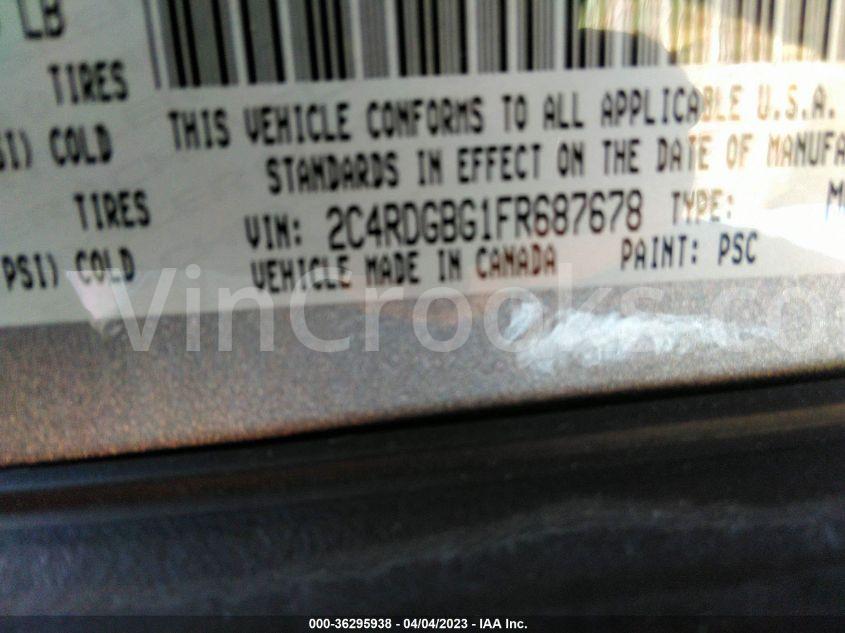 LB
TIRES
THIS VEHICLE CONFORMS TO ALL APPLICABLE U.S.A.
SI) COLD
STANDARDS IN EFFECT ON THE DATE OF MANUFA
TIRES
VIN: 2C4RDGBG1FR687678 TYPE: M
PSI) COLD
VEHICLE MADE IN CANADA PAINT: PSC
VinCrooks.co
000-36295938 - 04/04/2023 - IAA Inc.